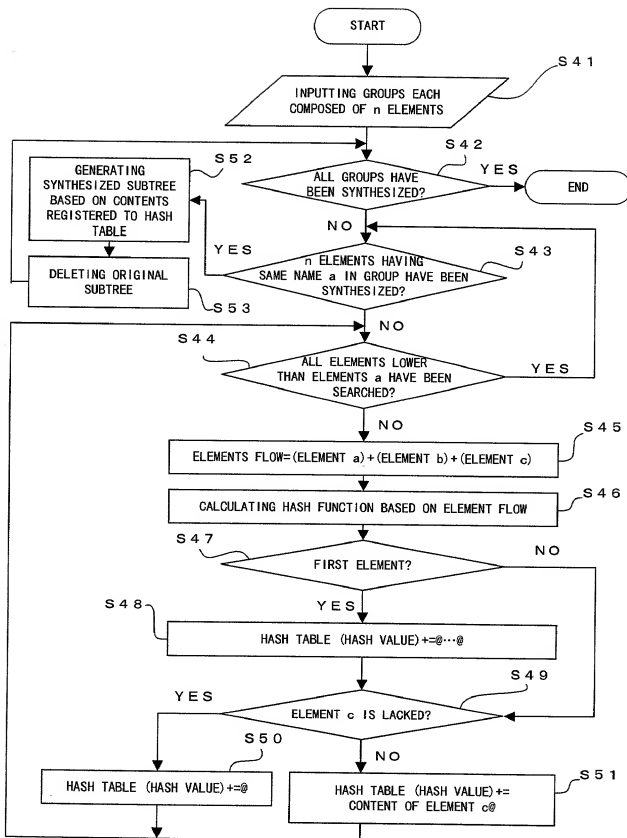 START
S41
INPUTTING GROUPS EACH
COMPOSED OF n ELEMENTS
S52
S42
GENERATING
SYNTHESIZED SUBTREE
BASED ON CONTENTS
REGISTERED TO HASH
TABLE
ALL GROUPS HAVE
BEEN SYNTHESIZED?
YES
END
NO
YES
S43
n ELEMENTS HAVING
SAME NAME a IN GROUP HAVE BEEN
SYNTHESIZED?
DELETING ORIGINAL
SUBTREE
S53
NO
S44
ALL ELEMENTS LOWER
THAN ELEMENTS a HAVE BEEN
SEARCHED?
YES
NO
S45
ELEMENTS FLOW=(ELEMENT a)+(ELEMENT b)+(ELEMENT c)
S46
CALCULATING HASH FUNCTION BASED ON ELEMENT FLOW
S47
FIRST ELEMENT?
NO
YES
S48
HASH TABLE (HASH VALUE)+=@…@
S49
YES
ELEMENT c IS LACKED?
S50
NO
S51
HASH TABLE (HASH VALUE)+=@
HASH TABLE (HASH VALUE)+=
CONTENT OF ELEMENT c@